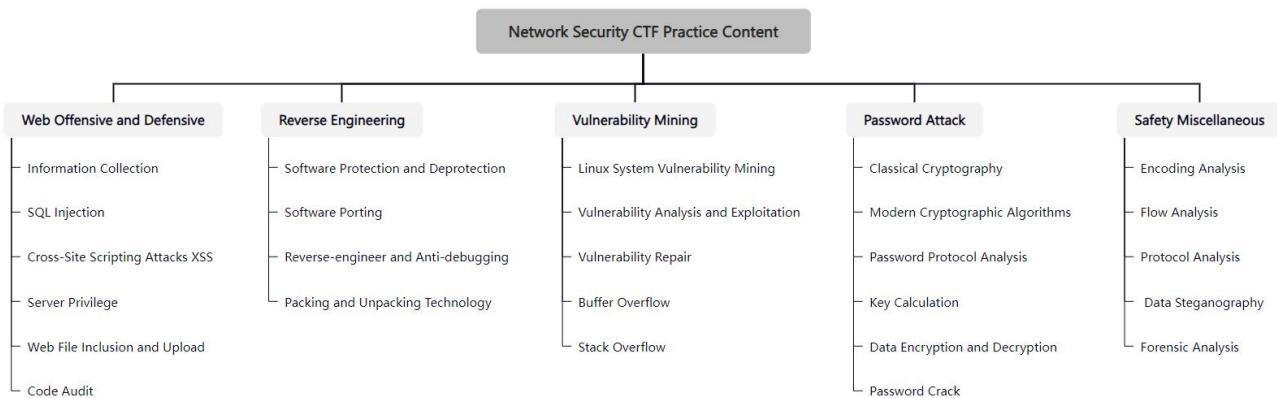 Network Security CTF Practice Content
Web Offensive and Defensive
Information Collection
SQL Injection
Cross-Site Scripting Attacks XSS
Server Privilege
Web File Inclusion and Upload
Code Audit
Reverse Engineering
Software Protection and Deprotection
Software Porting
Reverse-engineer and Anti-debugging
Packing and Unpacking Technology
Vulnerability Mining
Linux System Vulnerability Mining
Vulnerability Analysis and Exploitation
Vulnerability Repair
Buffer Overflow
Stack Overflow
Password Attack
Classical Cryptography
Modern Cryptographic Algorithms
Password Protocol Analysis
Key Calculation
Data Encryption and Decryption
Password Crack
Safety Miscellaneous
Encoding Analysis
Flow Analysis
Protocol Analysis
Data Steganography
Forensic Analysis